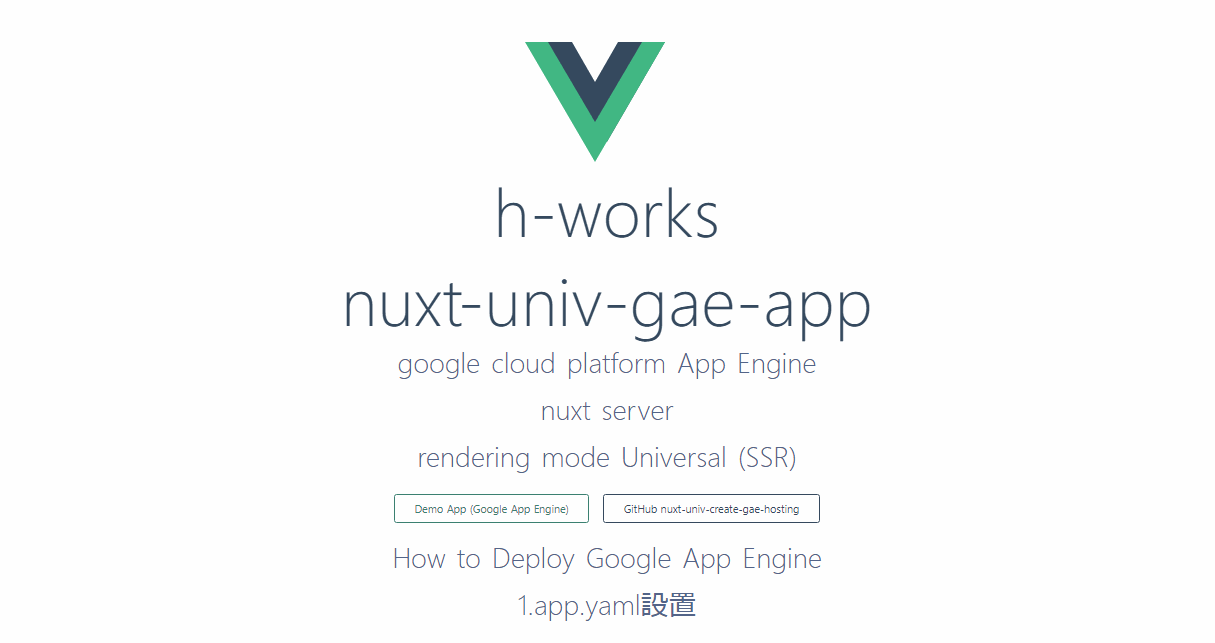 h-works
nuxt-univ-gae-app
google cloud platform App Engine
nuxt server
rendering mode Universal (SSR)
Demo App (Google App Engine)
GitHub nuxt-univ-create-gae-hosting
How to Deploy Google App Engine
1.app.yaml設置